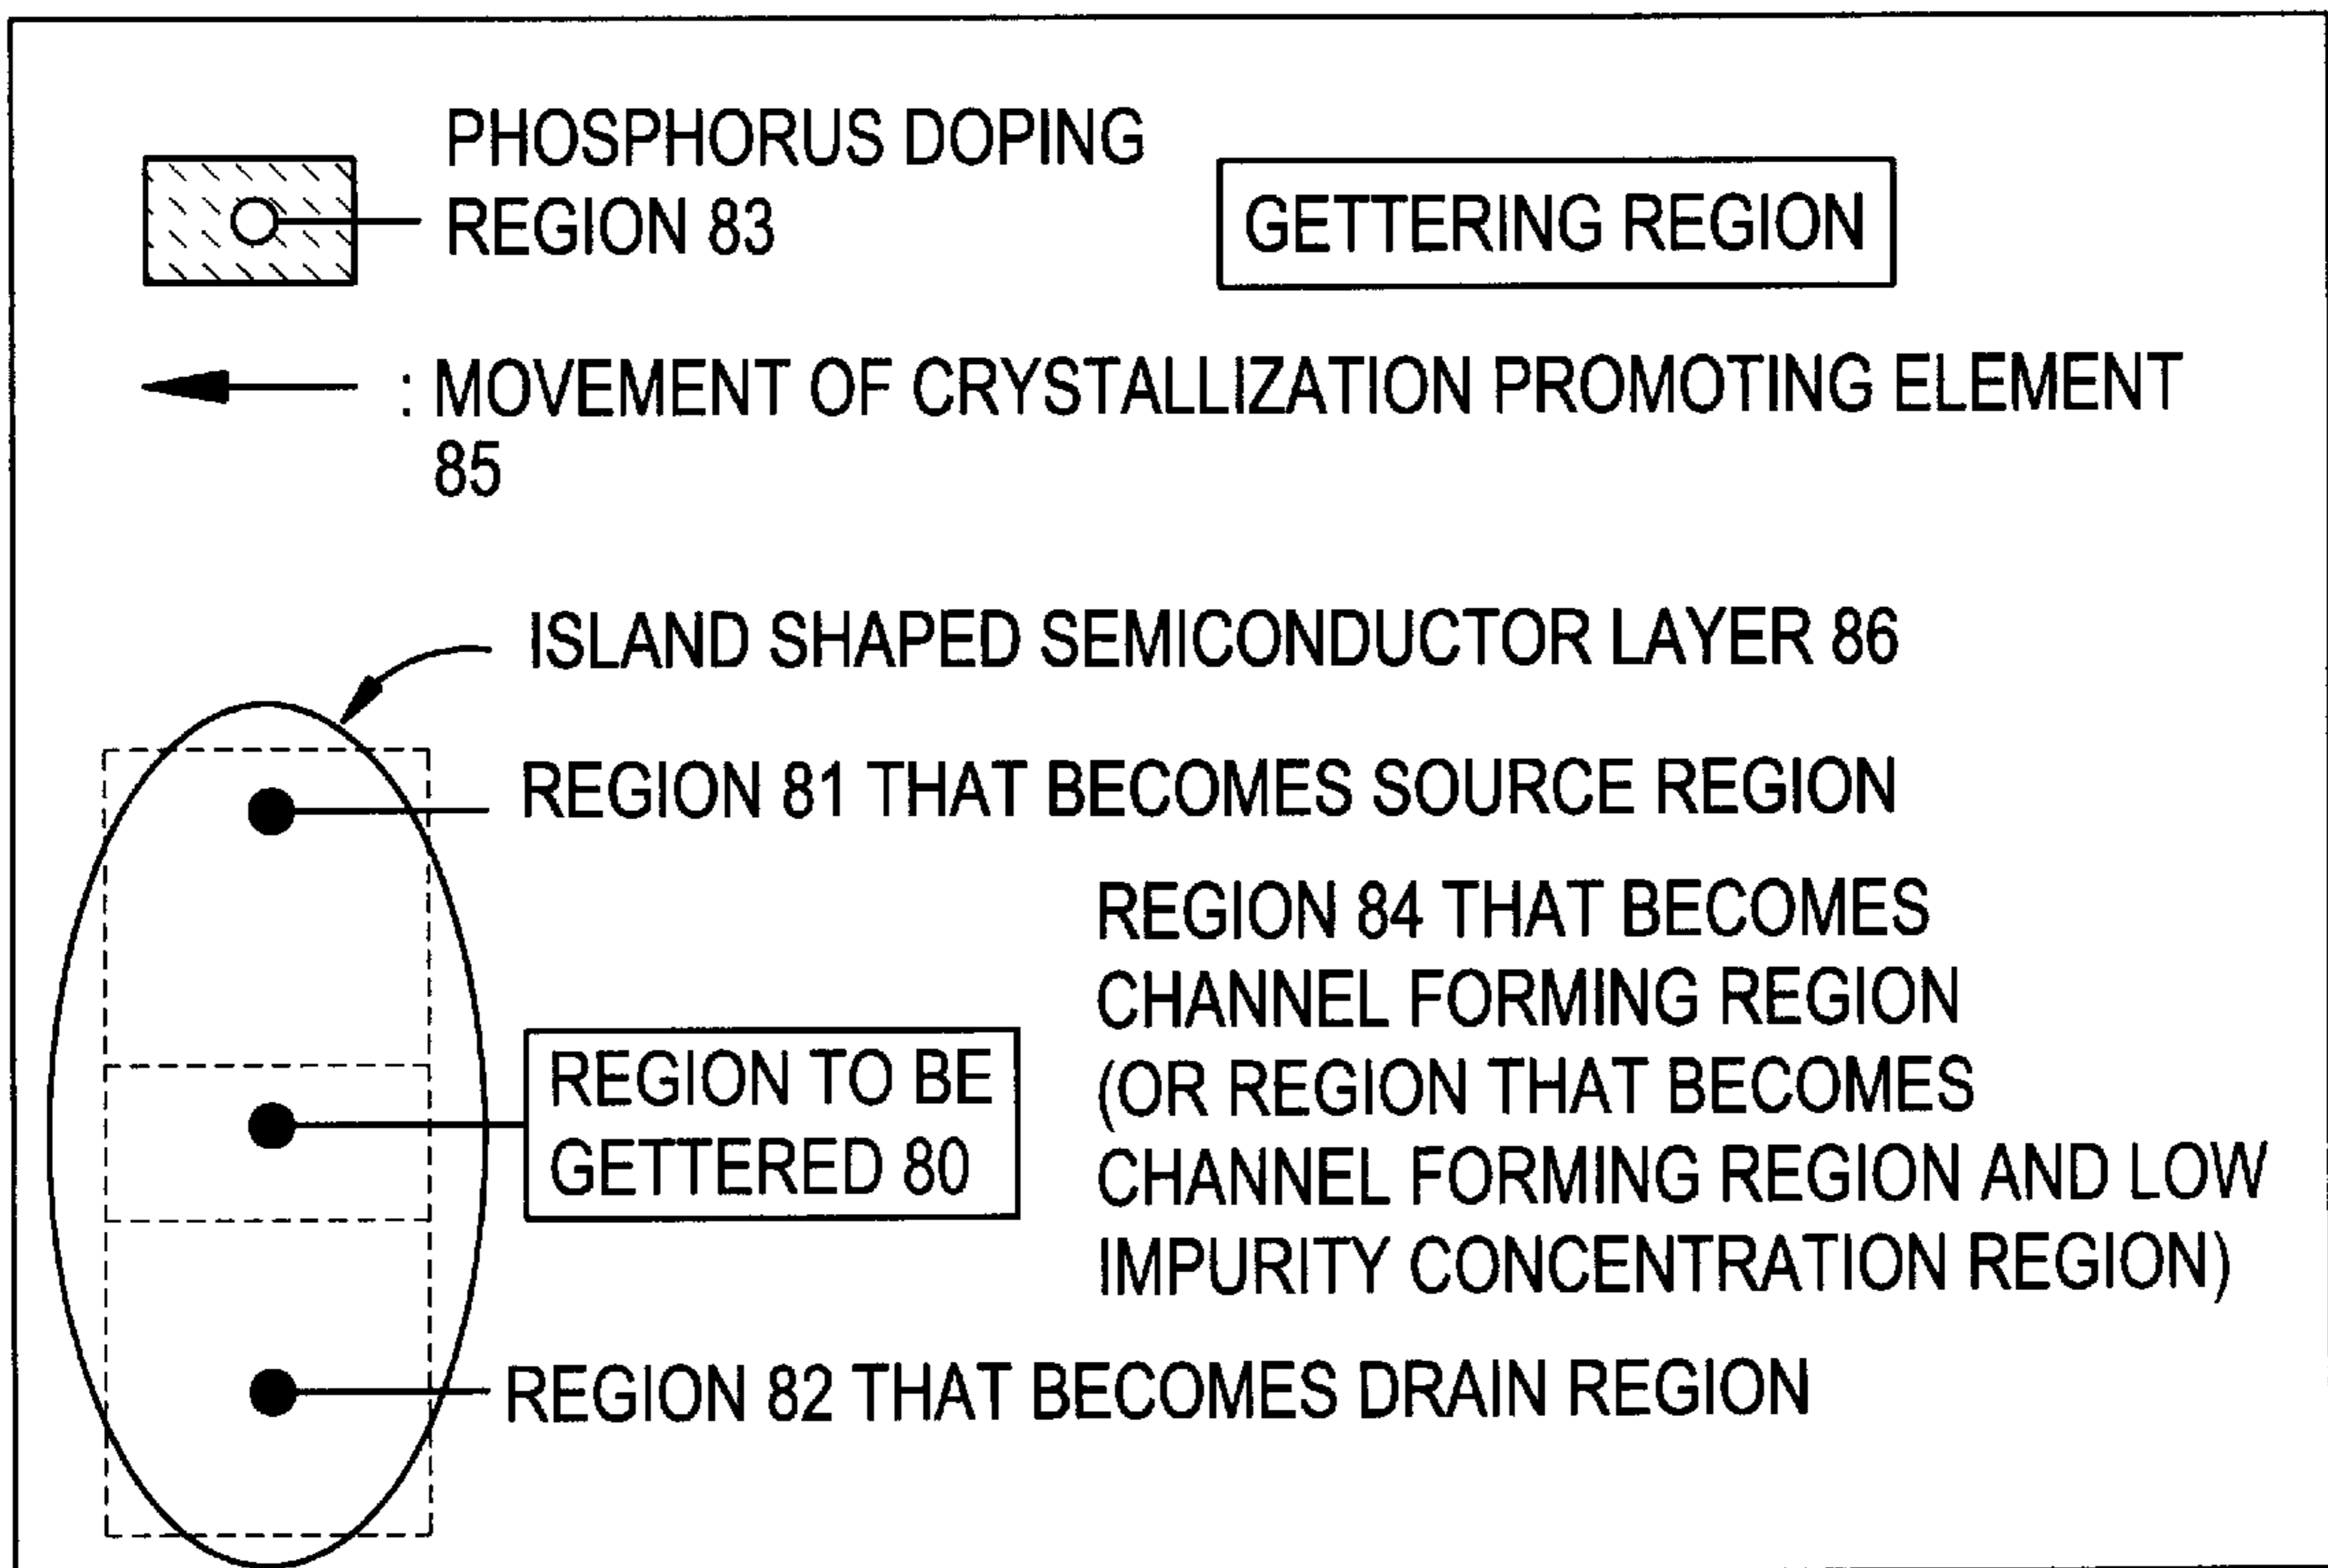 PHOSPHORUS DOPING
REGION 83
GETTERING REGION
: MOVEMENT OF CRYSTALLIZATION PROMOTING ELEMENT
85
ISLAND SHAPED SEMICONDUCTOR LAYER 86
REGION 81 THAT BECOMES SOURCE REGION
REGION TO BE
GETTERED 80
REGION 84 THAT BECOMES
CHANNEL FORMING REGION
(OR REGION THAT BECOMES
CHANNEL FORMING REGION AND LOW
IMPURITY CONCENTRATION REGION)
REGION 82 THAT BECOMES DRAIN REGION